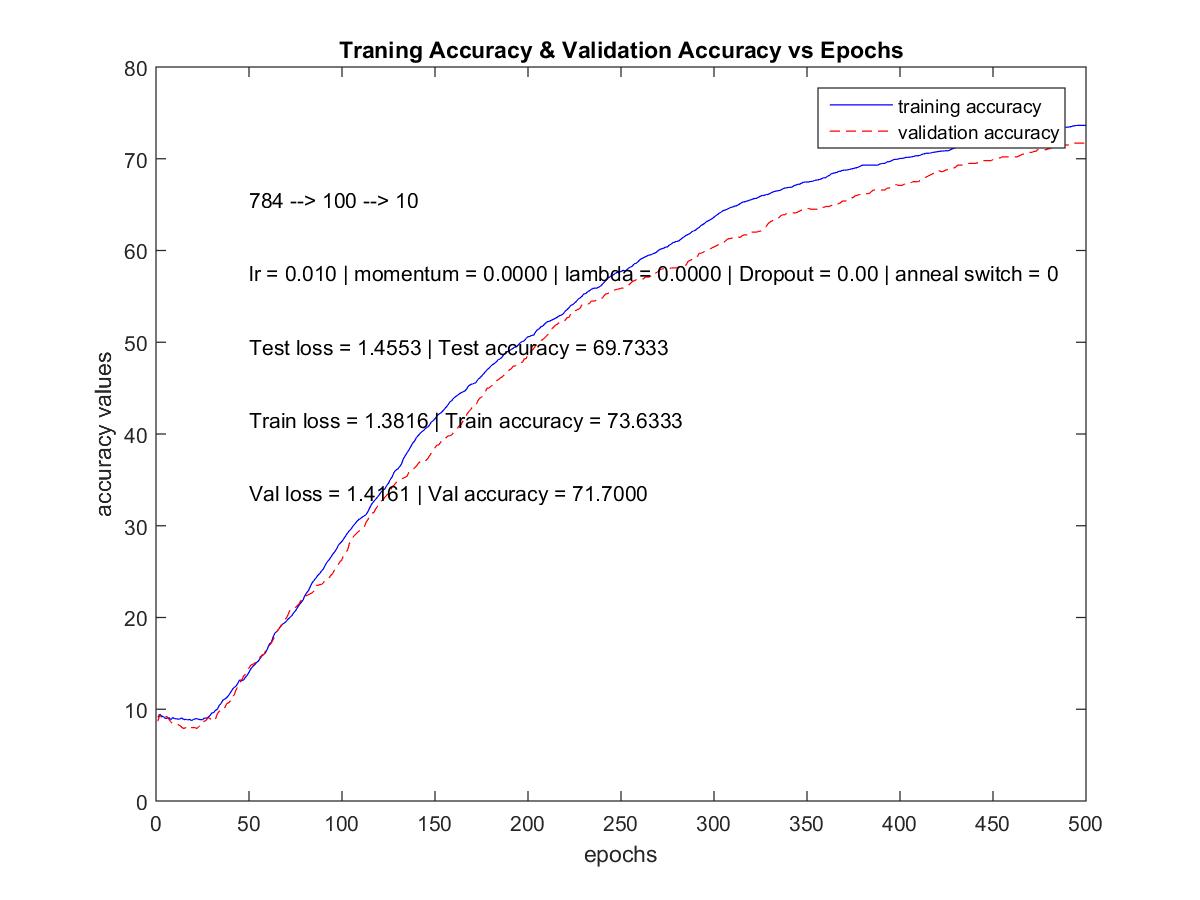 Traning Accuracy & Validation Accuracy vs Epochs
80
70
60
50
40
30
20
10
0
accuracy values
training accuracy
validation accuracy
784 --> 100 --> 10
lr = 0.010 | momentum = 0.0000 | lambda = 0.0000 | Dropout = 0.00 | anneal switch = 0
Test loss = 1.4553 | Test accuracy = 69.7333
Train loss = 1.3816 | Train accuracy = 73.6333
Val loss = 1.4161 | Val accuracy = 71.7000
0 50 100 150 200 250 300 350 400 450 500
epochs